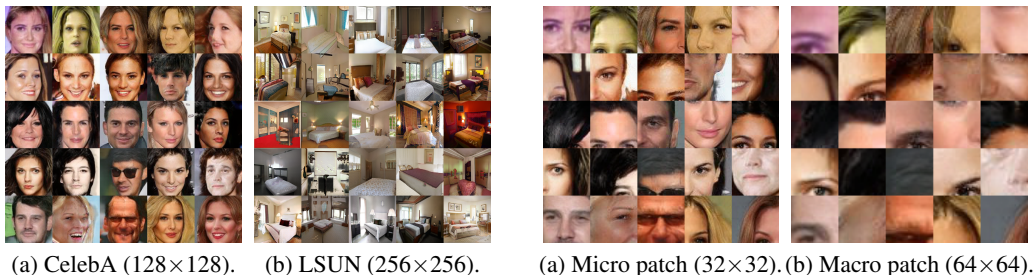 (a) CelebA (128×128).
(b) LSUN (256×256).
(a) Micro patch (32×32).
(b) Macro patch (64×64).